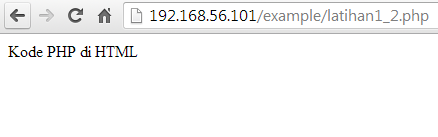 192.168.56.101/example/latihan1_2.php
Kode PHP di HTML